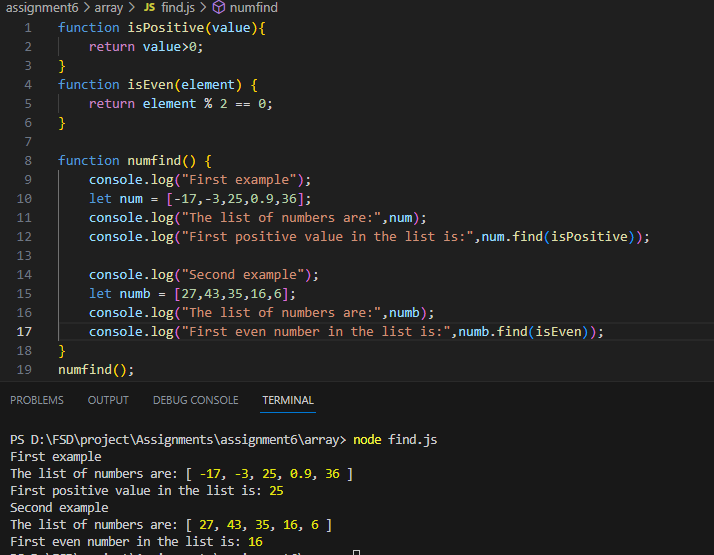 assignment6 > array > JS find.js > numfind
1 function isPositive(value){
2     return value>0;
3 }
4 function isEven(element) {
5     return element % 2 == 0;
6 }
7
8 function numfind() {
9     console.log("First example");
10     let num = [-17,-3,25,0.9,36];
11     console.log("The list of numbers are:",num);
12     console.log("First positive value in the list is:",num.find(isPositive));
13
14     console.log("Second example");
15     let numb = [27,43,35,16,6];
16     console.log("The list of numbers are:",numb);
17     console.log("First even number in the list is:",numb.find(isEven));
18 }
19 numfind();
PROBLEMS OUTPUT DEBUG CONSOLE TERMINAL
PS D:\FSD\project\Assignments\assignment6\array> node find.js
First example
The list of numbers are: [ -17, -3, 25, 0.9, 36 ]
First positive value in the list is: 25
Second example
The list of numbers are: [ 27, 43, 35, 16, 6 ]
First even number in the list is: 16